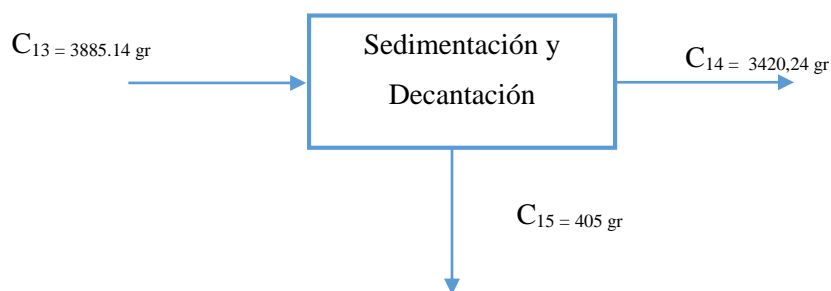 C13 = 3885.14 gr
Sedimentación y
Decantación
C14 = 3420,24 gr
C15 = 405 gr